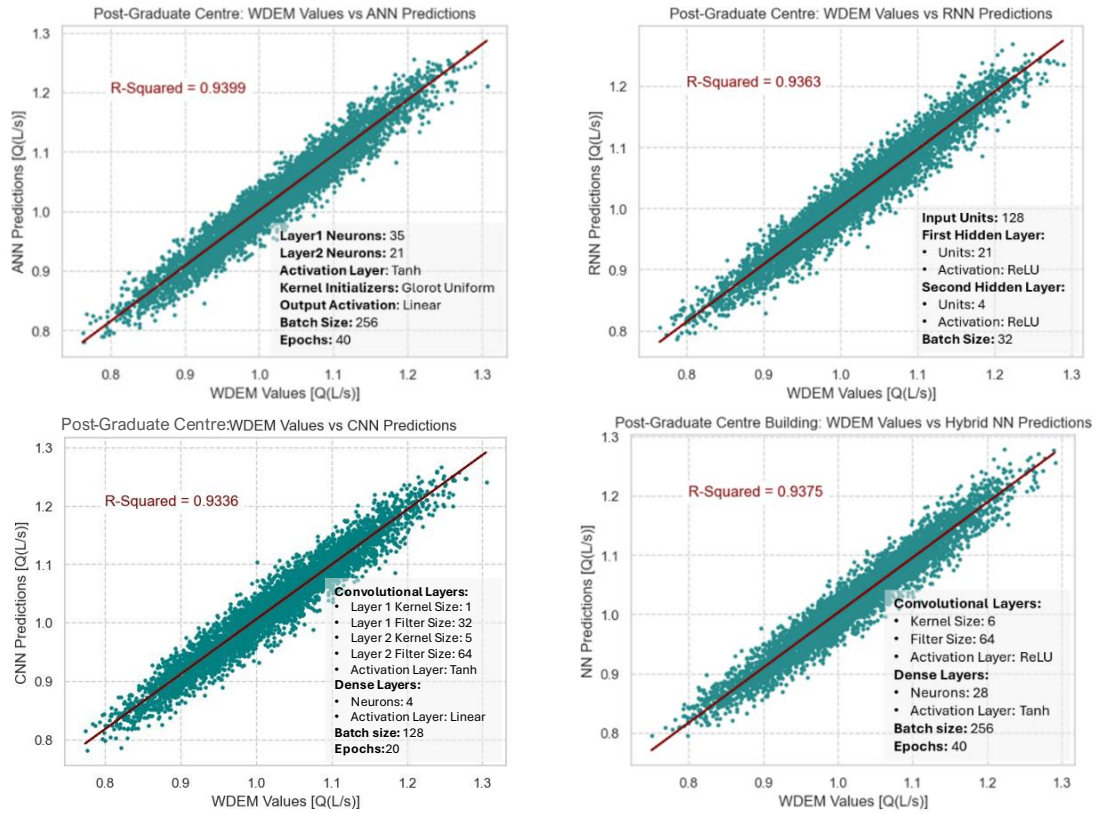 Post-Graduate Centre: WDEM Values vs ANN Predictions
1.3
1.2
1.1
1.0
0.9
0.8
ANN Predictions [Q(L/s)]
R-Squared = 0.9399
Layer1 Neurons: 35
Layer2 Neurons: 21
Activation Layer: Tanh
Kernel Initializers: Glorot Uniform
Output Activation: Linear
Batch Size: 256
Epochs: 40
0.8 0.9 1.0 1.1 1.2 1.3
WDEM Values [Q(L/s)]
Post-Graduate Centre: WDEM Values vs RNN Predictions
1.2
1.1
1.0
0.9
0.8
RNN Predictions [Q(L/s)]
R-Squared = 0.9363
Input Units: 128
First Hidden Layer:
• Units: 21
• Activation: ReLU
Second Hidden Layer:
• Units: 4
• Activation: ReLU
Batch Size: 32
0.8 0.9 1.0 1.1 1.2 1.3
WDEM Values [Q(L/s)]
Post-Graduate Centre:WDEM Values vs CNN Predictions
1.3
1.2
1.1
1.0
0.9
0.8
CNN Predictions [Q(L/s)]
R-Squared = 0.9336
Convolutional Layers:
• Layer 1 Kernel Size: 1
• Layer 1 Filter Size: 32
• Layer 2 Kernel Size: 5
• Layer 2 Filter Size: 64
• Activation Layer: Tanh
Dense Layers:
• Neurons: 4
• Activation Layer: Linear
Batch size: 128
Epochs:20
0.8 0.9 1.0 1.1 1.2 1.3
WDEM Values [Q(L/s)]
Post-Graduate Centre Building: WDEM Values vs Hybrid NN Predictions
1.3
1.2
1.1
1.0
0.9
0.8
NN Predictions [Q(L/s)]
R-Squared = 0.9375
Convolutional Layers:
• Kernel Size: 6
• Filter Size: 64
• Activation Layer: ReLU
Dense Layers:
• Neurons: 28
• Activation Layer: Tanh
Batch size: 256
Epochs: 40
0.8 0.9 1.0 1.1 1.2 1.3
WDEM Values [Q(L/s)]